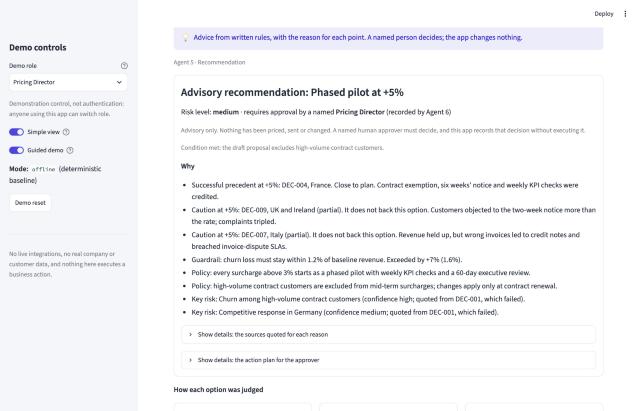 Deploy
Demo controls
Demo role
Pricing Director
Demonstration control, not authentication:
anyone using this app can switch role.
Simple view
Guided demo
Mode: offline (deterministic
baseline)
Demo reset
No live integrations, no real company or
customer data, and nothing here executes a
business action.
Advice from written rules, with the reason for each point. A named person decides; the app changes nothing.
Agent 5 · Recommendation
Advisory recommendation: Phased pilot at +5%
Risk level: medium · requires approval by a named Pricing Director (recorded by Agent 6)
Advisory only. Nothing has been priced, sent or changed. A named human approver must decide, and this app records that decision without executing it.
Condition met: the draft proposal excludes high-volume contract customers.
Why
• Successful precedent at +5%: DEC-004, France. Close to plan. Contract exemption, six weeks' notice and weekly KPI checks were
credited.
• Caution at +5%: DEC-009, UK and Ireland (partial). It does not back this option. Customers objected to the two-week notice more than
the rate; complaints tripled.
• Caution at +5%: DEC-007, Italy (partial). It does not back this option. Revenue held up, but wrong invoices led to credit notes and
breached invoice-dispute SLAs.
• Guardrail: churn loss must stay within 1.2% of baseline revenue. Exceeded by +7% (1.6%).
• Policy: every surcharge above 3% starts as a phased pilot with weekly KPI checks and a 60-day executive review.
• Policy: high-volume contract customers are excluded from mid-term surcharges; changes apply only at contract renewal.
• Key risk: Churn among high-volume contract customers (confidence high; quoted from DEC-001, which failed).
• Key risk: Competitive response in Germany (confidence medium; quoted from DEC-001, which failed).
Show details: the sources quoted for each reason
Show details: the action plan for the approver
How each option was judged